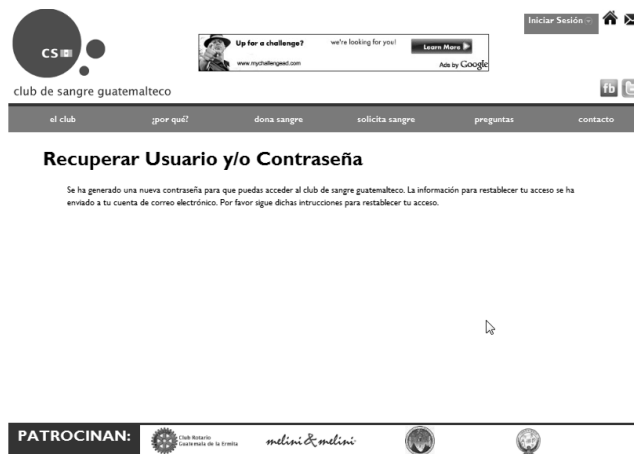 Iniciar Sesión
CS
Up for a challenge? we're looking for you! Learn More
www.mychallengead.com Ads by Google
club de sangre guatemalteco
fb
el club ¿por qué? dona sangre solicita sangre preguntas contacto
Recuperar Usuario y/o Contraseña
Se ha generado una nueva contraseña para que puedas acceder al club de sangre guatemalteco. La información para restablecer tu acceso se ha
enviado a tu cuenta de correo electrónico. Por favor sigue dichas intrucciones para restablecer tu acceso.
PATROCINAN:
Club Rotario
Guatemala de la Ermita
melini & melini